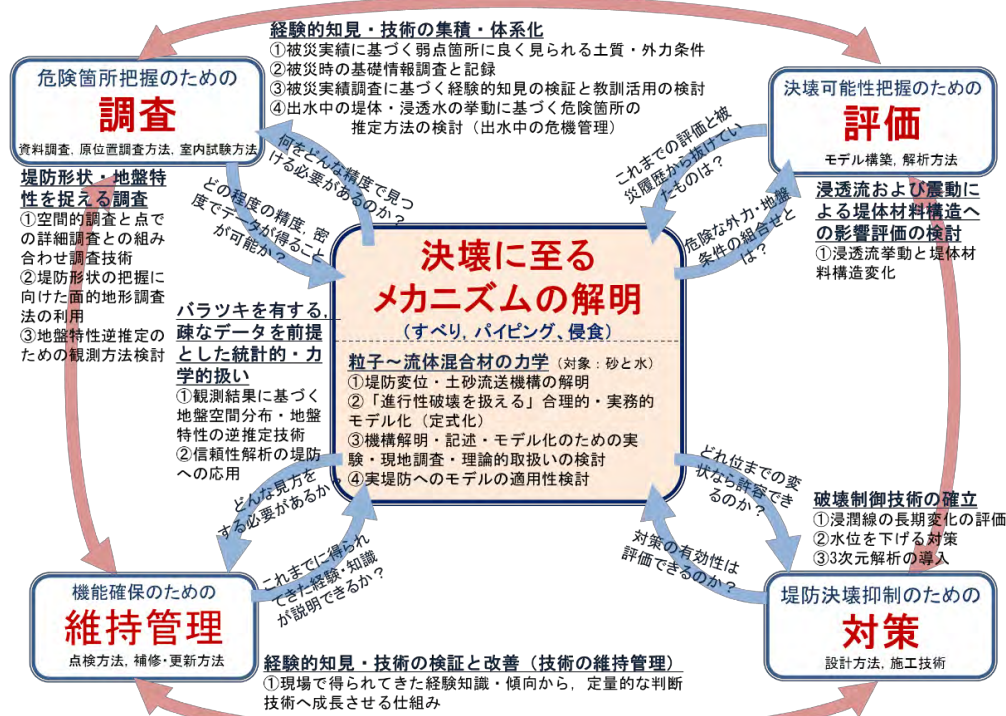 経験的知見・技術の集積・体系化
①被災実績に基づく弱点箇所に良く見られる土質・外力条件
②被災時の基礎情報調査と記録
③被災実績調査に基づく経験的知見の検証と教訓活用の検討
④出水中の堤体・浸透水の挙動に基づく危険箇所の
推定方法の検討（出水中の危機管理）
危険箇所把握のための
調査
資料調査, 原位置調査方法, 室内試験方法
決壊可能性把握のための
評価
モデル構築, 解析方法
堤防形状・地盤特
性を捉える調査
①空間的調査と点で
の詳細調査との組み
合わせ調査技術
②堤防形状の把握に
向けた面的地形調査
法の利用
③地盤特性逆推定の
ための観測方法検討
何をどんな精度で見つ
ける必要があるのか？
どの程度の精度, 密
度でデータが得ること
が可能か？
これまでの評価と被
災履歴から抜けてい
たものは？
危険な外力・地盤
条件の組合せと
は？
浸透流および震動に
よる堤体材料構造へ
の影響評価の検討
①浸透流挙動と堤体材
料構造変化
決壊に至る
メカニズムの解明
（すべり, パイピング、侵食）
粒子～流体混合材の力学（対象：砂と水）
①堤防変位・土砂流送機構の解明
②「進行性破壊を扱える」合理的・実務的
モデル化（定式化）
③機構解明・記述・モデル化のための実
験・現地調査・理論的取扱いの検討
④実堤防へのモデルの適用性検討
バラツキを有する,
疎なデータを前提
とした統計的・力
学的扱い
①観測結果に基づく
地盤空間分布・地盤
特性の逆推定技術
②信頼性解析の堤防
への応用
どんな見方を
する必要があるか？
これまでに得られ
てきた経験・知識
が説明できるか？
どれ位までの変
状なら許容でき
るのか？
対策の有効性は
評価できるのか？
破壊制御技術の確立
①浸潤線の長期変化の評価
②水位を下げる対策
③3次元解析の導入
機能確保のための
維持管理
点検方法, 補修・更新方法
堤防決壊抑制のための
対策
設計方法, 施工技術
経験的知見・技術の検証と改善（技術の維持管理）
①現場で得られてきた経験知識・傾向から, 定量的な判断
技術へ成長させる仕組み